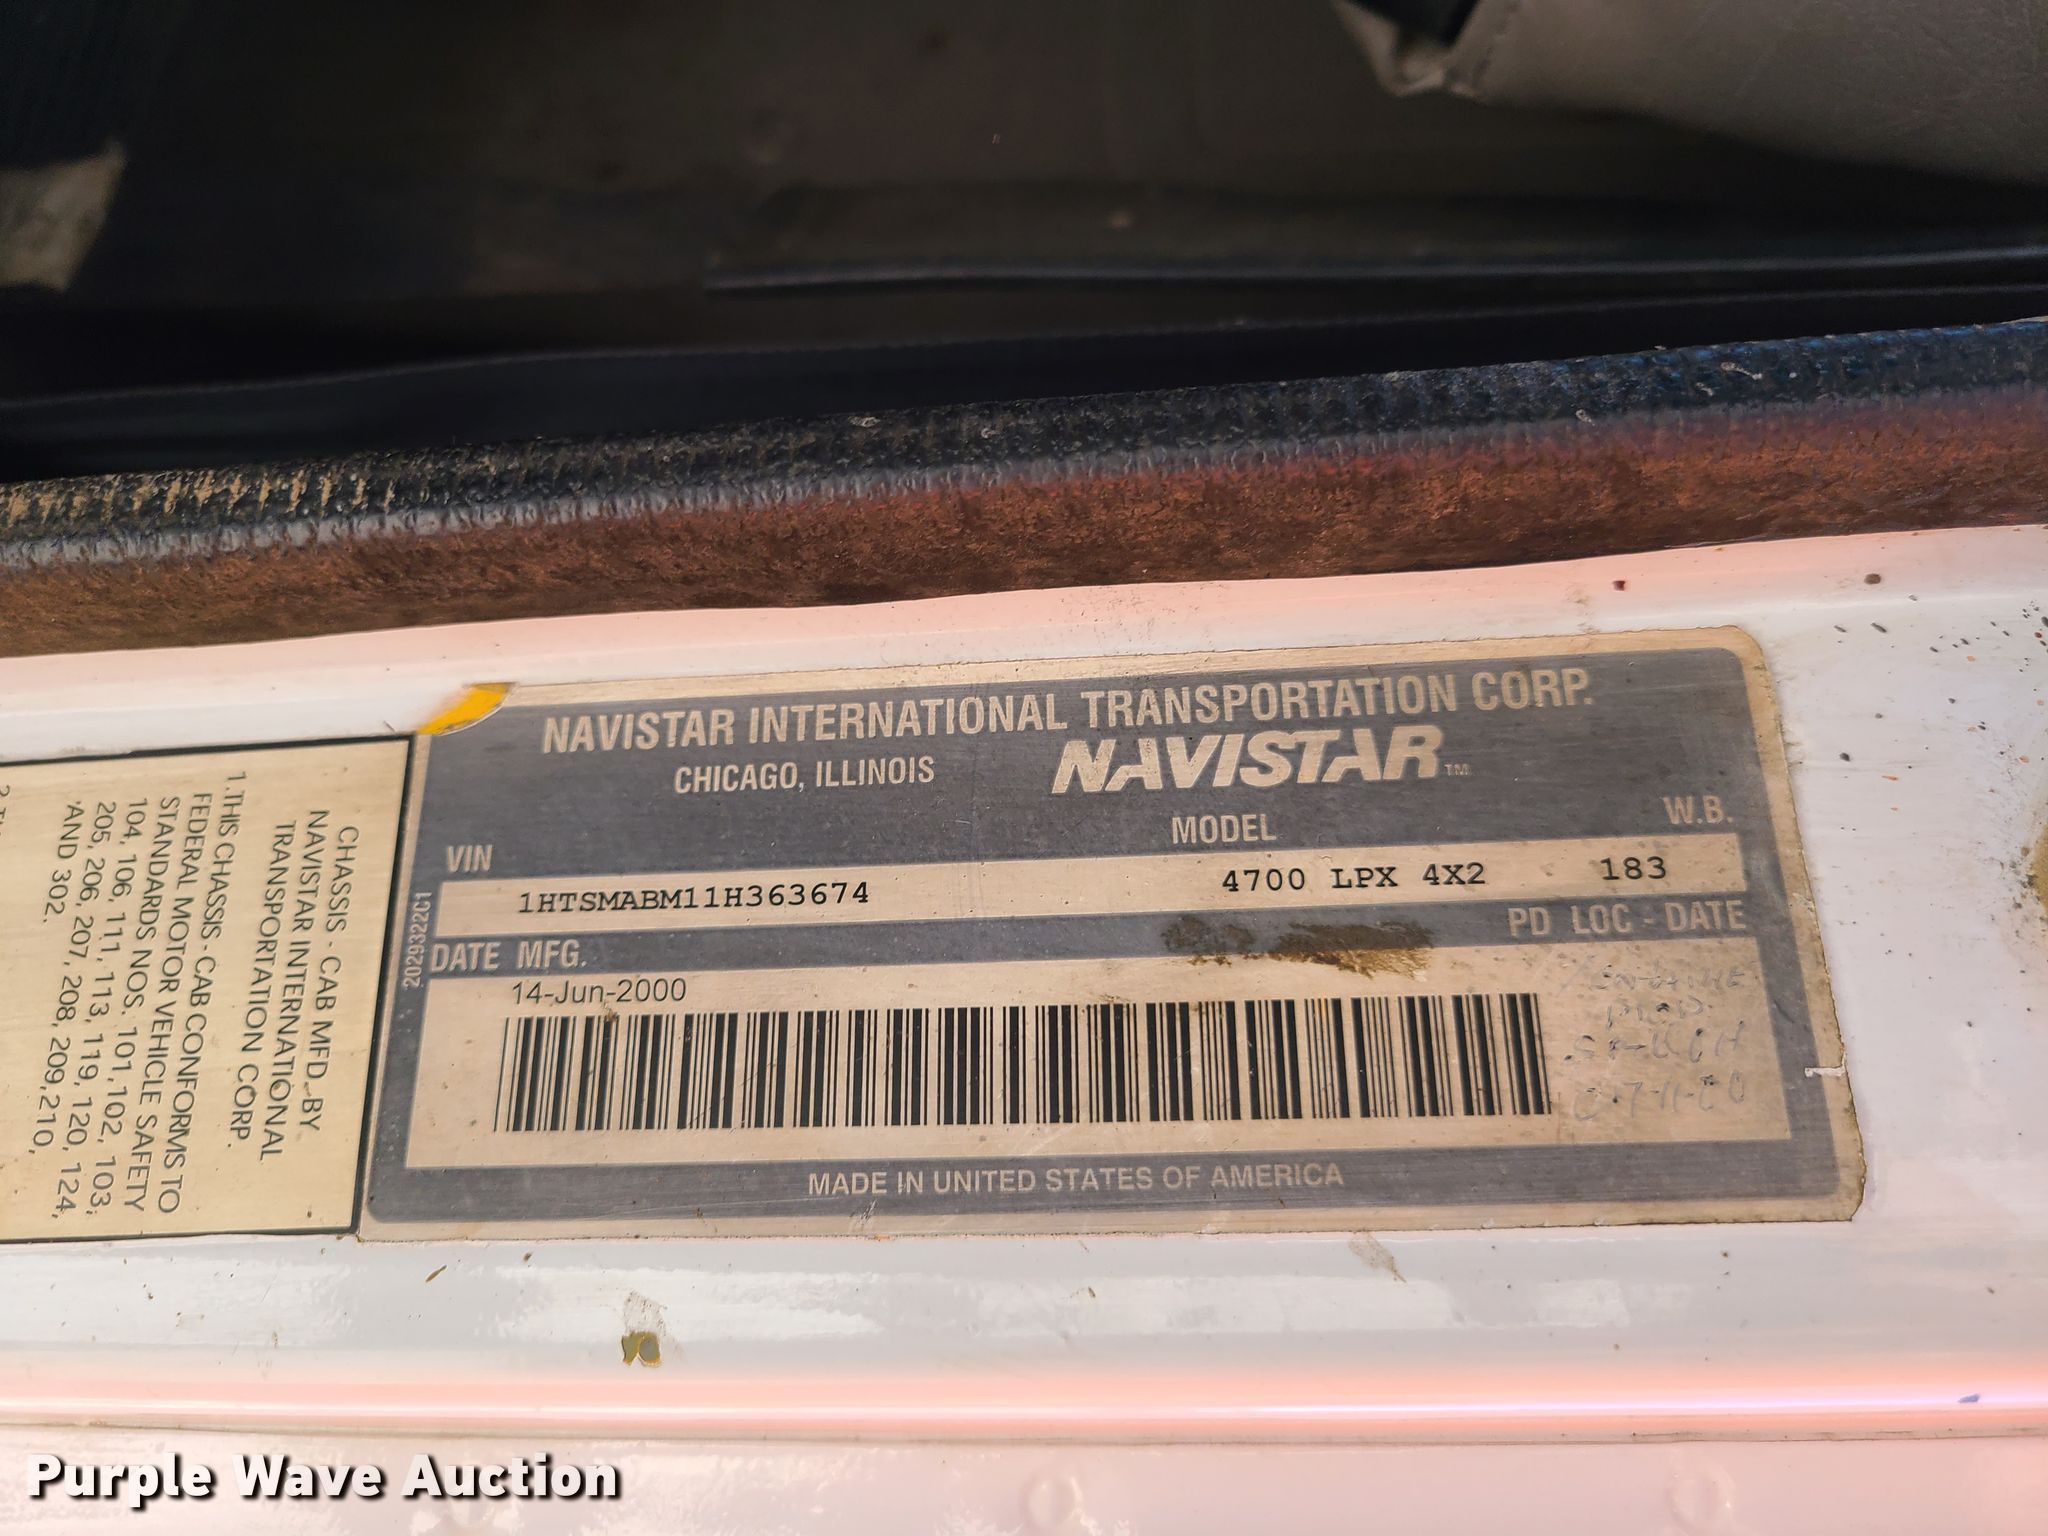 NAVISTAR INTERNATIONAL TRANSPORTATION CORP.
CHICAGO, ILLINOIS
NAVISTAR™
VIN
MODEL
W.B.
1HTSMABM11H363674
4700 LPX 4X2
183
DATE MFG.
PD LOC - DATE
14-Jun-2000
MADE IN UNITED STATES OF AMERICA
2029322C1
CHASSIS - CAB MFD. BY
NAVISTAR INTERNATIONAL
TRANSPORTATION CORP.
1. THIS CHASSIS - CAB CONFORMS TO
FEDERAL MOTOR VEHICLE SAFETY
STANDARDS NOS. 101, 102, 103,
104, 106, 111, 113, 119, 120, 124,
205, 206, 207, 208, 209, 210,
AND 302.
Purple Wave Auction